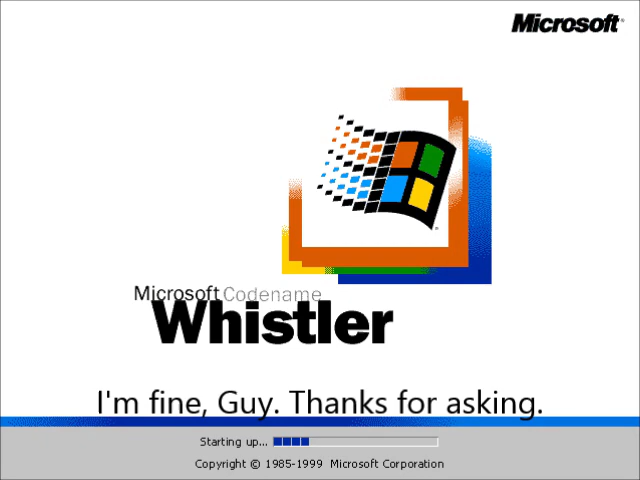 Microsoft
Microsoft Codename
Whistler
I'm fine, Guy. Thanks for asking.
Starting up...
Copyright © 1985-1999 Microsoft Corporation